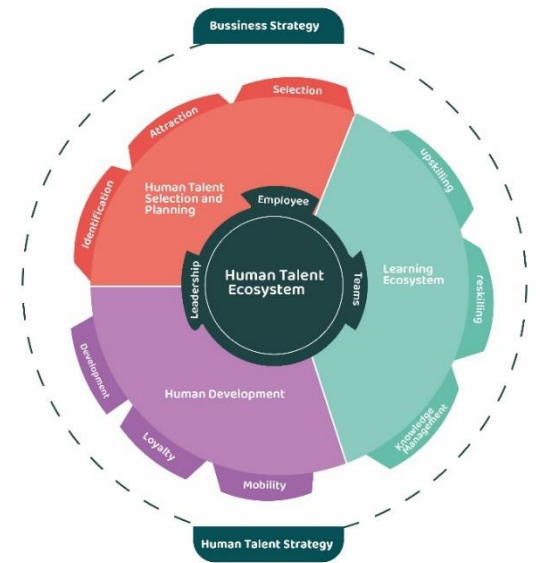 Bussiness Strategy
Selection
Attraction
Identification
Human Talent
Selection and
Planning
Employee
upskilling
reskilling
Knowledge
Management
Learning
Ecosystem
Teams
Leadership
Human Talent
Ecosystem
Human Development
Development
Loyalty
Mobility
Human Talent Strategy